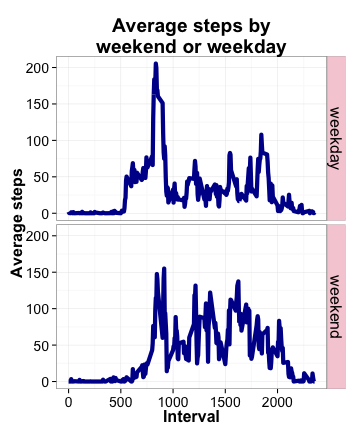 Average steps by
weekend or weekday
200
150
100
50
0
weekday
Average steps
200
150
100
50
0
weekend
0 500 1000 1500 2000
Interval